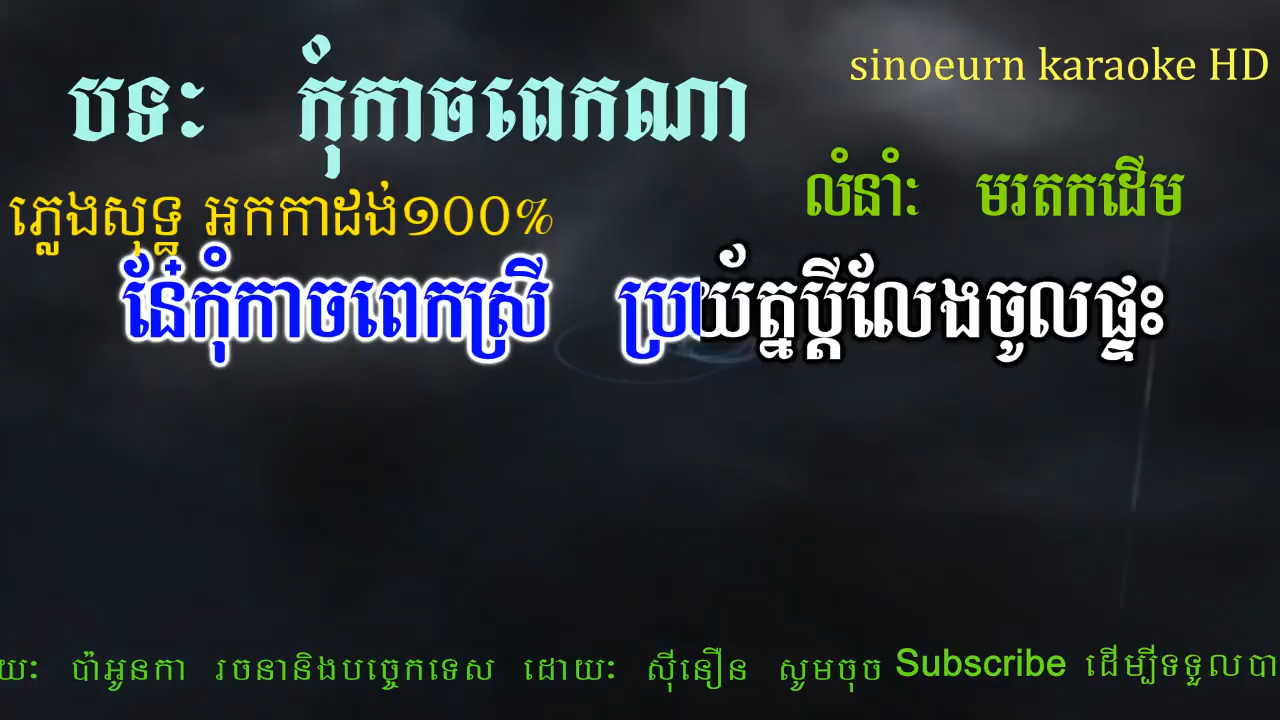 sinoeurn karaoke HD
បទៈ កុំកាចពេកណា
លំនាំៈ មរតកដើម
ភ្លេងសុទ្ធ អកកាដង់១០០%
នែ៎កុំកាចពេកស្រី ប្រយ័ត្នប្ដីលែងចូលផ្ទះ
យៈ ប៉ាអូនកា រចនានិងបច្ចេកទេស ដោយៈ ស៊ីនឿន សូមចុច Subscribe ដើម្បីទទួលបា